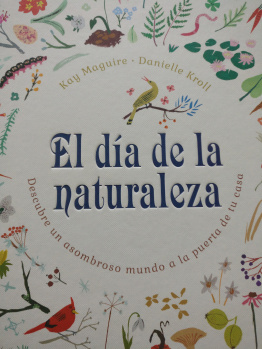 Kay Maguire · Danielle Kroll
El día de la
naturaleza
Descubre un asombroso mundo a la puerta de tu casa